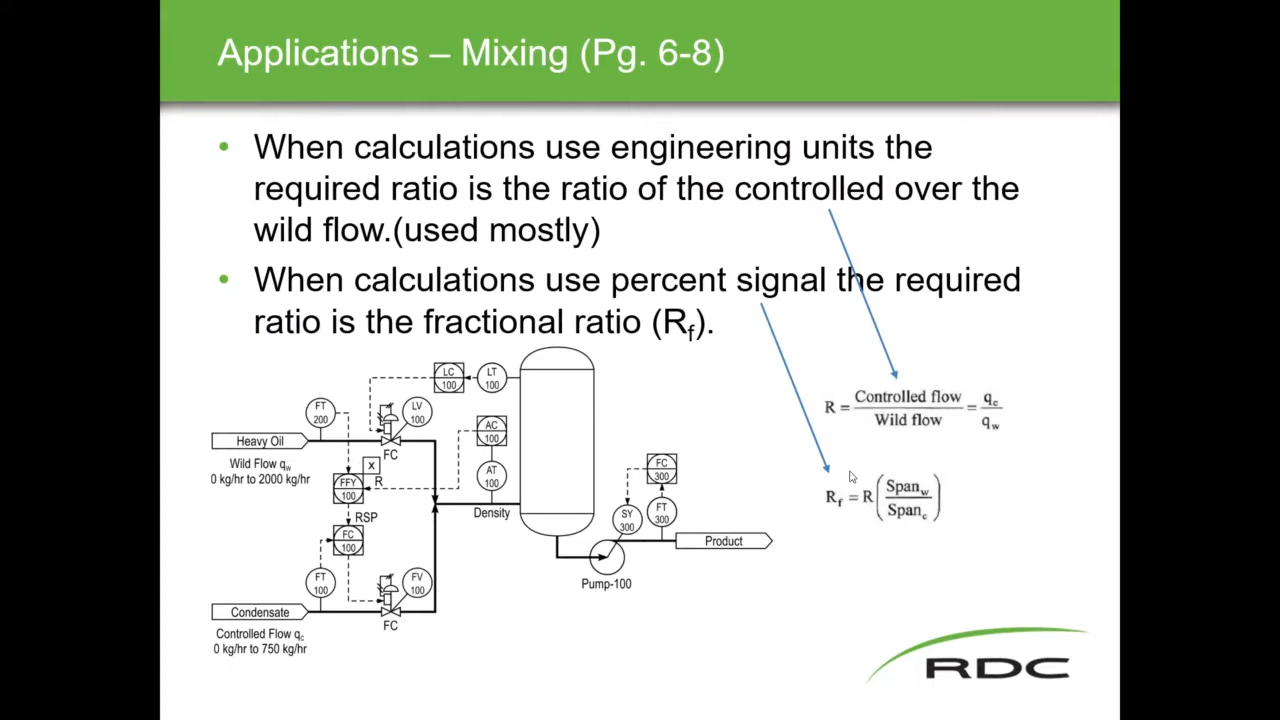 Applications – Mixing (Pg. 6-8)
• When calculations use engineering units the
required ratio is the ratio of the controlled over the
wild flow.(used mostly)
• When calculations use percent signal the required
ratio is the fractional ratio (Rf).
LC
100
LT
100
FT
200
LV
100
AC
100
Heavy Oil
FC
Wild Flow qw
0 kg/hr to 2000 kg/hr
X
R
FFY
100
AT
100
Density
RSP
FC
100
FC
300
SY
300
FT
300
Product
Pump-100
FT
100
FV
100
Condensate
FC
Controlled Flow qc
0 kg/hr to 750 kg/hr
R = Controlled flow / Wild flow = qc / qw
Rf = R (Spanw / Spanc)
RDC